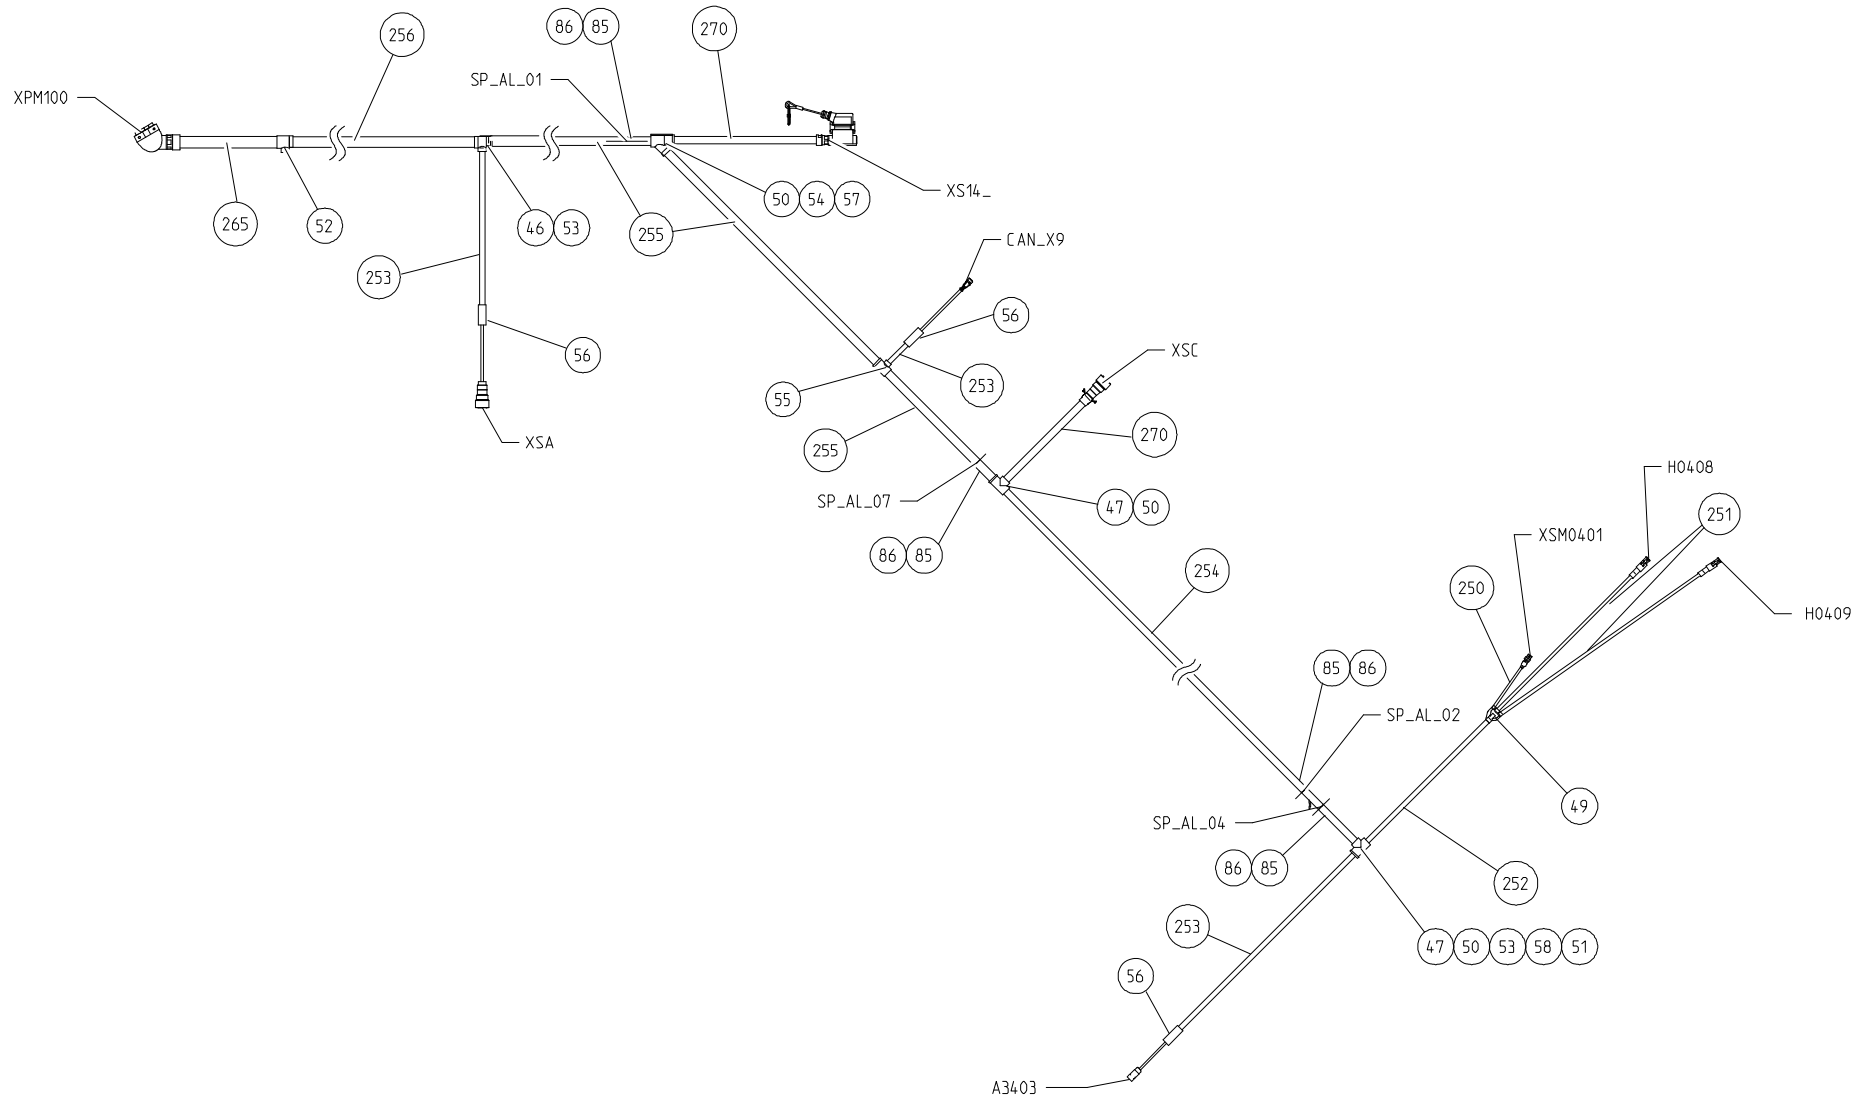 86 85 270
256
SP_AL_01
XPM100
XS14_
50 54 57
265 52 46 53 255
CAN_X9
253
56
56
XSC
253
55
270
XSA
255
H0408
SP_AL_07
47 50
251
XSM0401
86 85
254
250
H0409
85 86
SP_AL_02
49
SP_AL_04
86 85
252
253
47 50 53 58 51
56
A3403